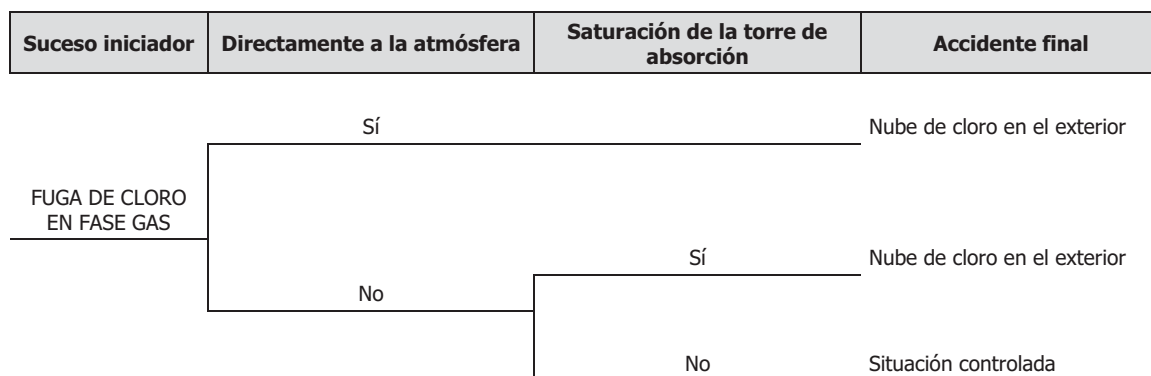 Suceso iniciador
Directamente a la atmósfera
Saturación de la torre de
absorción
Accidente final
Sí
Nube de cloro en el exterior
FUGA DE CLORO
EN FASE GAS
Sí
Nube de cloro en el exterior
No
No
Situación controlada